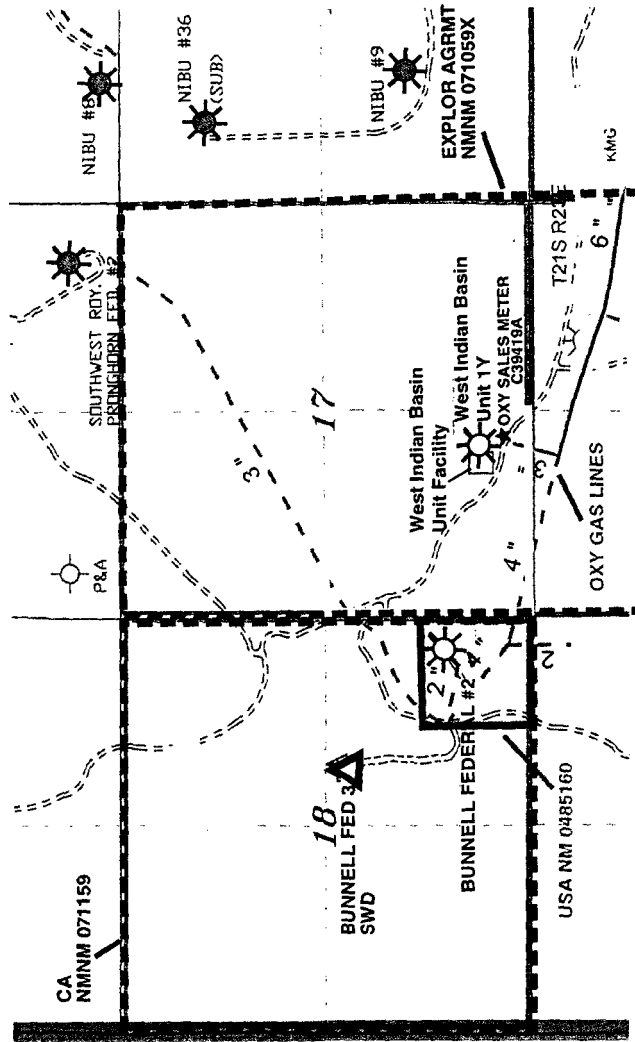 CA
NMNM 071159
18
BUNNELL FED 3
SWD
BUNNELL FEDERAL #2
2 "
4 "
2
USA NM 0485160
P&A
SOUTHWEST ROY.
PRONGHORN FED. #2
3 "
17
West Indian Basin
Unit Facility
West Indian Basin
Unit 1Y
OXY SALES METER
C39419A
4 "
3
OXY GAS LINES
NIBU #8
NIBU #36
(SUB)
NIBU #9
EXPLOR AGRMT
NMNM 071059X
T21S
6 "
KMG